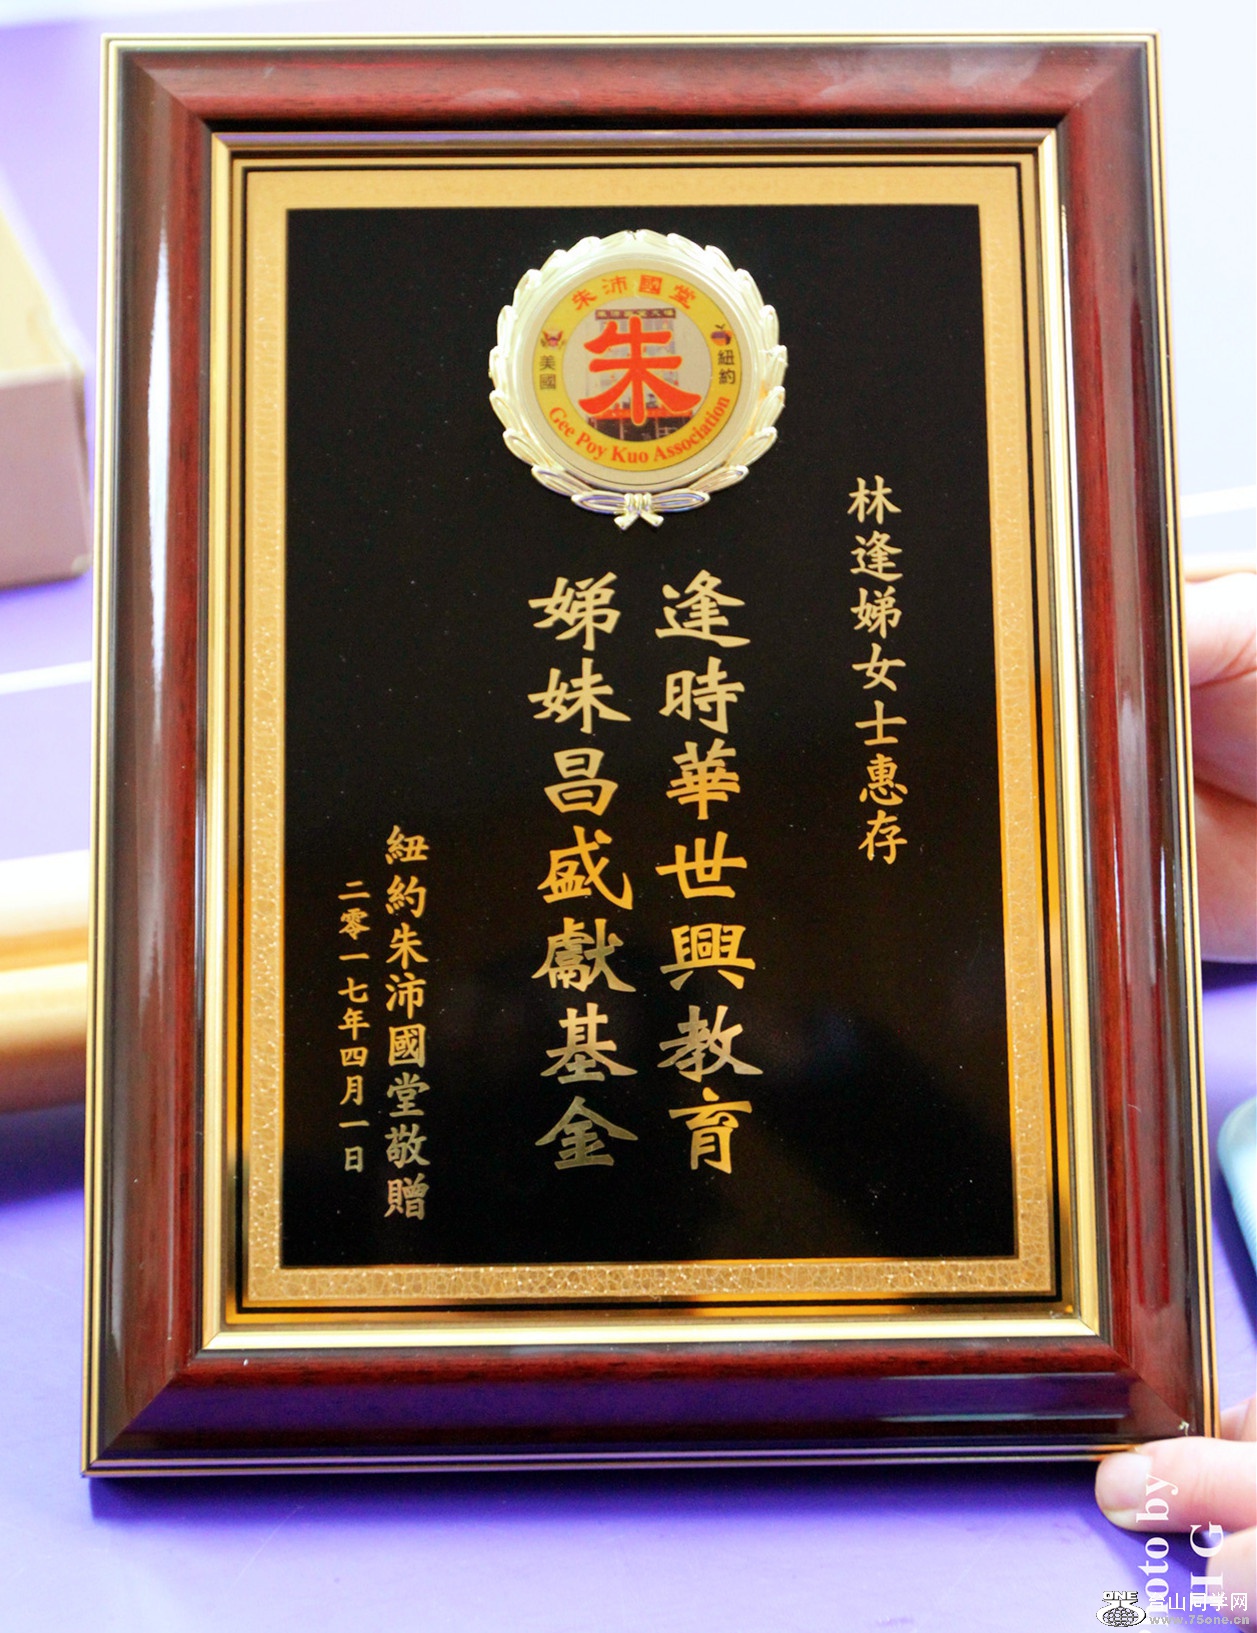 朱沛國堂
美國
紐約
朱
Gee Poy Kuo Association
林逢娣女士惠存
逢時華世興教育
娣妹昌盛獻基金
紐約朱沛國堂敬贈
二零一七年四月一日
by
G
ONE
山同学网
www.75one.cn